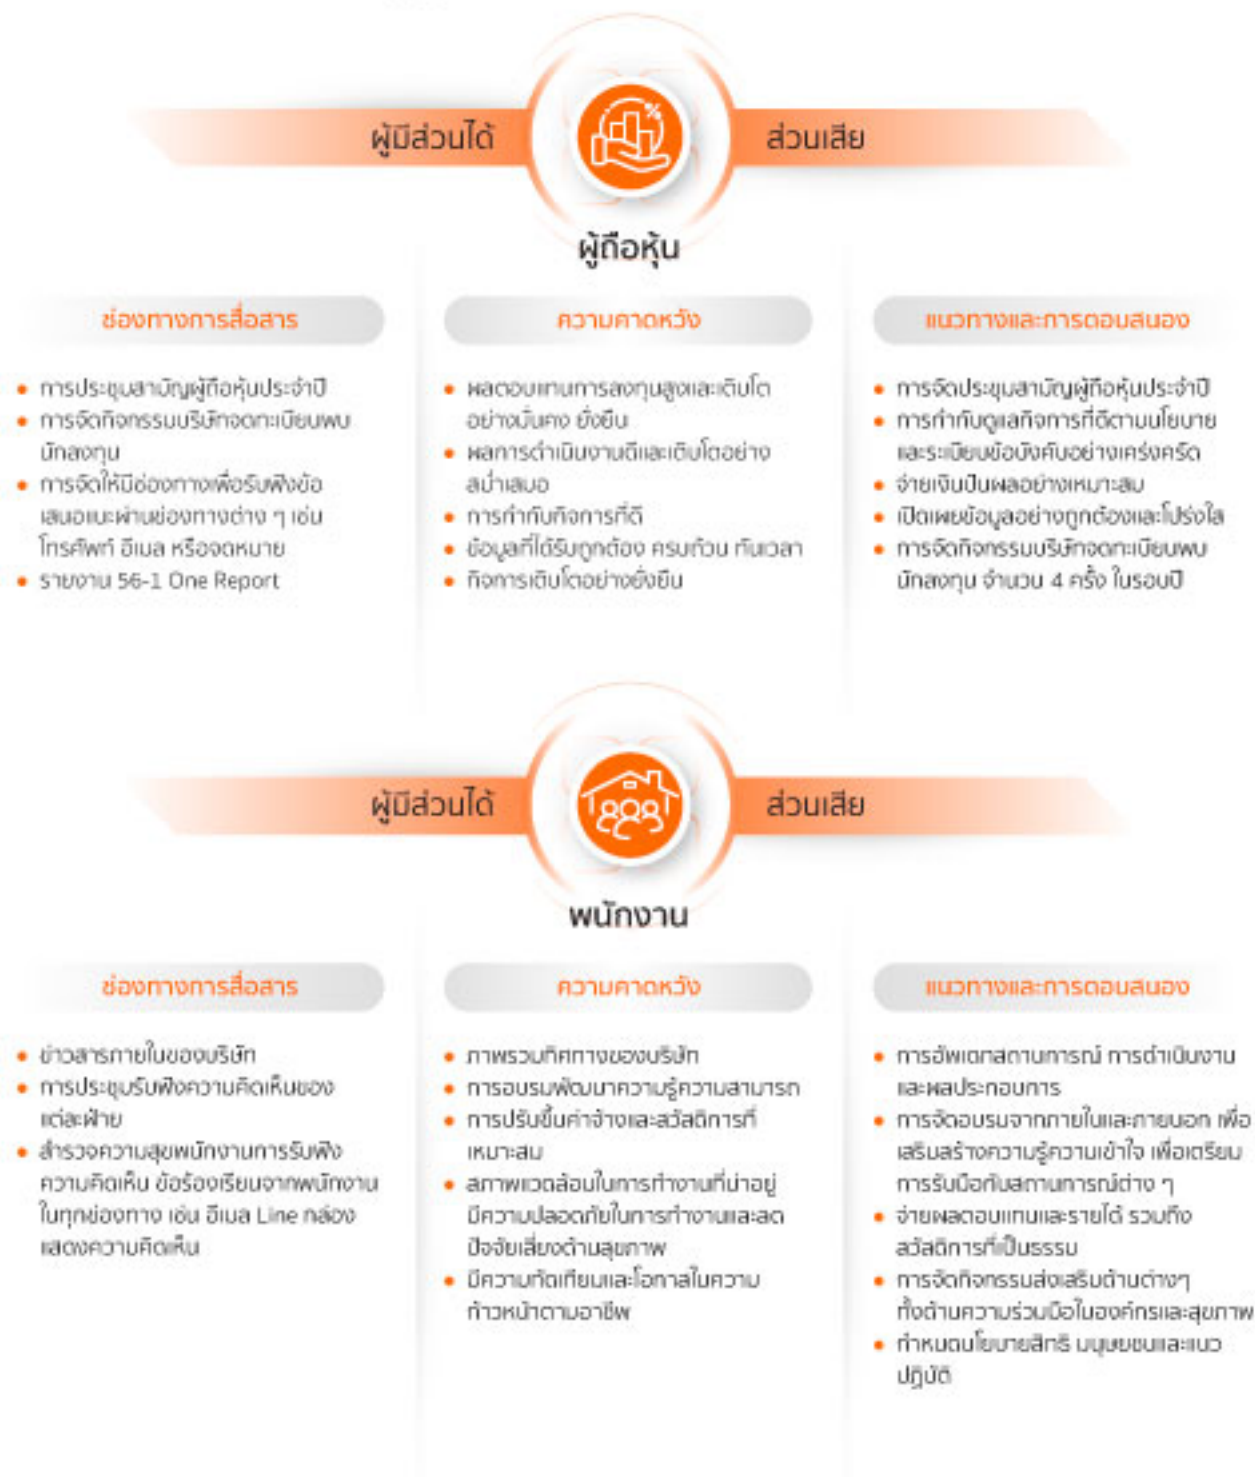 ผู้มีส่วนได้ ส่วนเสีย
ผู้ถือหุ้น
ช่องทางการสื่อสาร
การประชุมสามัญผู้ถือหุ้นประจำปี
การจัดกิจกรรมบริษัทจดทะเบียนพบ
นักลงทุน
การจัดให้มีช่องทางเพื่อรับฟังข้อ
เสนอแนะผ่านช่องทางต่าง ๆ เช่น
โทรศัพท์ อีเมล หรือจดหมาย
รายงาน 56-1 One Report
ความคาดหวัง
ผลตอบแทนการลงทุนสูงและเติบโต
อย่างมั่นคง ยั่งยืน
ผลการดำเนินงานดีและเติบโตอย่าง
สม่ำเสมอ
การกำกับกิจการที่ดี
ข้อมูลที่ได้รับถูกต้อง ครบถ้วน ทันเวลา
กิจการเติบโตอย่างยั่งยืน
แนวทางและการตอบสนอง
การจัดประชุมสามัญผู้ถือหุ้นประจำปี
การกำกับดูแลกิจการที่ดีตามนโยบาย
และระเบียบข้อบังคับอย่างเคร่งครัด
จ่ายเงินปันผลอย่างเหมาะสม
เปิดเผยข้อมูลอย่างถูกต้องและโปร่งใส
การจัดกิจกรรมบริษัทจดทะเบียนพบ
นักลงทุน จำนวน 4 ครั้ง ในรอบปี
ผู้มีส่วนได้ ส่วนเสีย
พนักงาน
ช่องทางการสื่อสาร
ข่าวสารภายในของบริษัท
การประชุมรับฟังความคิดเห็นของ
แต่ละฝ่าย
สำรวจความสุขพนักงานการรับฟัง
ความคิดเห็น ข้อร้องเรียนจากพนักงาน
ในทุกช่องทาง เช่น อีเมล Line กล่อง
แสดงความคิดเห็น
ความคาดหวัง
ภาพรวมทิศทางของบริษัท
การอบรมพัฒนาความรู้ความสามารถ
การปรับขึ้นค่าจ้างและสวัสดิการที่
เหมาะสม
สภาพแวดล้อมในการทำงานที่น่าอยู่
มีความปลอดภัยในการทำงานและลด
ปัจจัยเสี่ยงด้านสุขภาพ
มีความทัดเทียมและโอกาสในความ
ก้าวหน้าตามอาชีพ
แนวทางและการตอบสนอง
การอัพเดทสถานการณ์ การดำเนินงาน
และผลประกอบการ
การจัดอบรมจากภายในและภายนอก เพื่อ
เสริมสร้างความรู้ความเข้าใจ เพื่อเตรียม
การรับมือกับสถานการณ์ต่าง ๆ
จ่ายผลตอบแทนและรายได้ รวมถึง
สวัสดิการที่เป็นธรรม
การจัดกิจกรรมส่งเสริมด้านต่างๆ
ทั้งด้านความร่วมมือในองค์กรและสุขภาพ
กำหนดนโยบายสิทธิ มนุษยชนและแนว
ปฏิบัติ